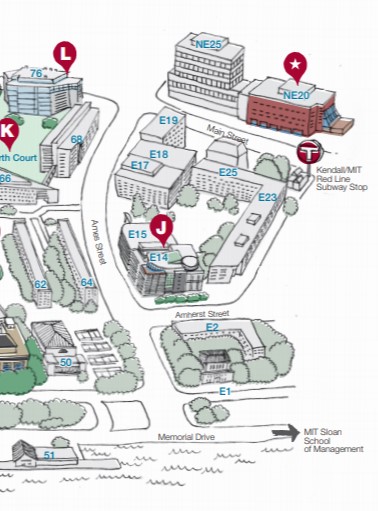 NE25
L
★
76
NE20
E19
K
Main Street
68
E18
T
rth Court
E17
E25
Kendall/MIT
Red Line
Subway Stop
66
E23
Ames Street
J
E15
E14
62
64
Amherst Street
E2
50
E1
Memorial Drive
MIT Sloan
School
of Management
51